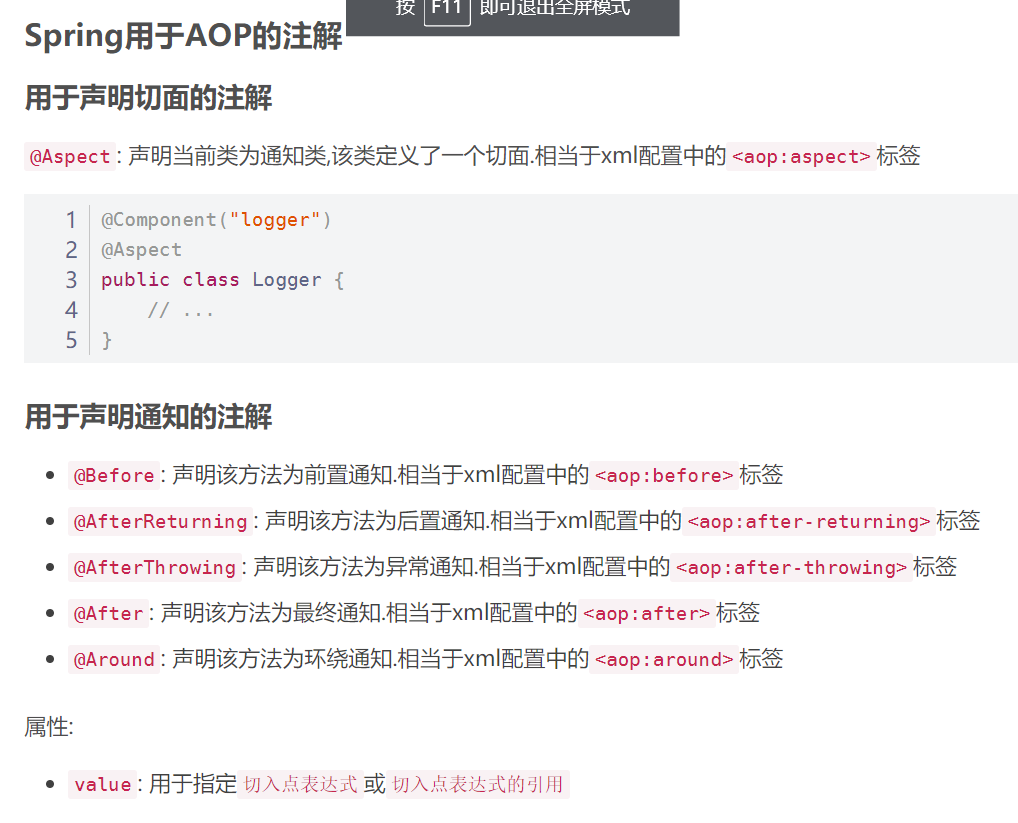 按 F11 即可退出全屏模式
Spring用于AOP的注解
用于声明切面的注解
@Aspect: 声明当前类为通知类,该类定义了一个切面.相当于xml配置中的<aop:aspect>标签
1 @Component("logger")
2 @Aspect
3 public class Logger {
4 // ...
5 }
用于声明通知的注解
@Before: 声明该方法为前置通知.相当于xml配置中的<aop:before>标签
@AfterReturning: 声明该方法为后置通知.相当于xml配置中的<aop:after-returning>标签
@AfterThrowing: 声明该方法为异常通知.相当于xml配置中的<aop:after-throwing>标签
@After: 声明该方法为最终通知.相当于xml配置中的<aop:after>标签
@Around: 声明该方法为环绕通知.相当于xml配置中的<aop:around>标签
属性:
value: 用于指定切入点表达式或切入点表达式的引用